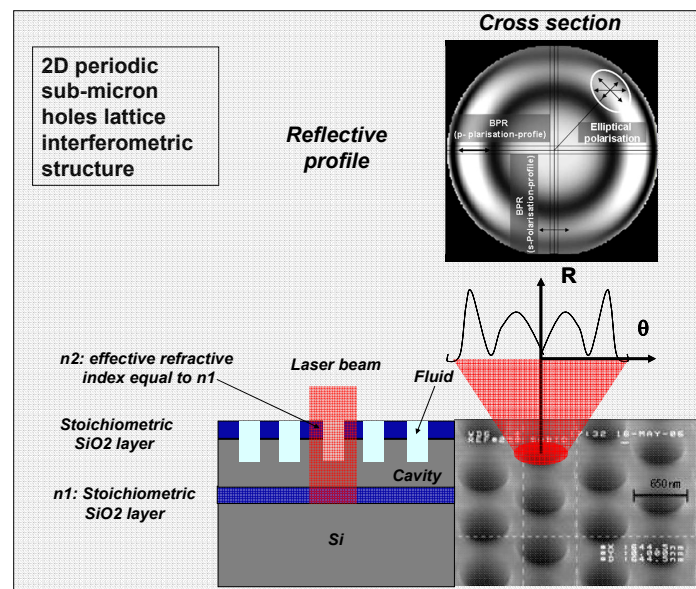 Cross section
2D periodic
sub-micron
holes lattice
interferometric
structure
Reflective
profile
BPR
(p- plarisation-profie)
Elliptical
polarisation
BPR
(s-Polarisation-profile)
R
θ
n2: effective refractive
index equal to n1
Laser beam
Fluid
Stoichiometric
SiO2 layer
Cavity
n1: Stoichiometric
SiO2 layer
Si
16-MAY-06
650 nm